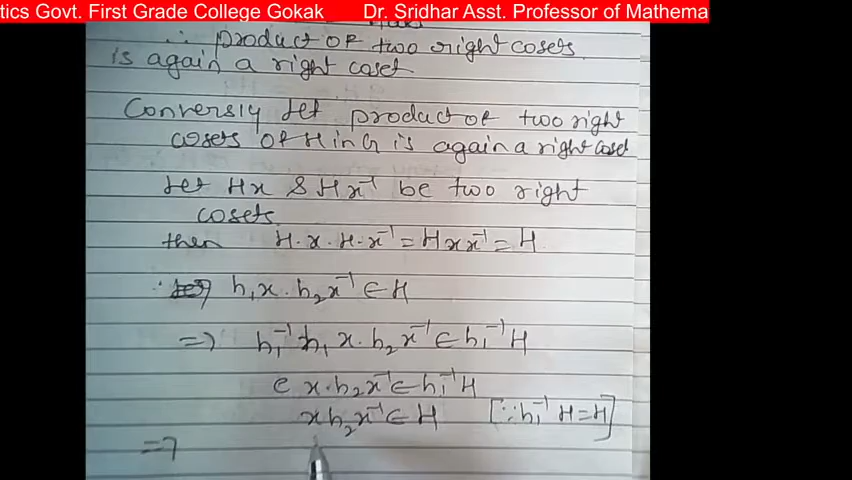 tics Govt. First Grade College Gokak Dr. Sridhar Asst. Professor of Mathema
∴ product of two right cosets
is again a right coset
Conversly let product of two right
cosets of H in G is again a right coset
let Hx & Hx⁻¹ be two right
cosets
then H·x·H·x⁻¹ = Hxx⁻¹ = H
∴ h₁x·h₂x⁻¹ ∈ H
=> h₁⁻¹h₁x·h₂x⁻¹ ∈ h₁⁻¹H
e x·h₂x⁻¹ ∈ h₁⁻¹H
xh₂x⁻¹ ∈ H [∵ h₁⁻¹H = H]
=>